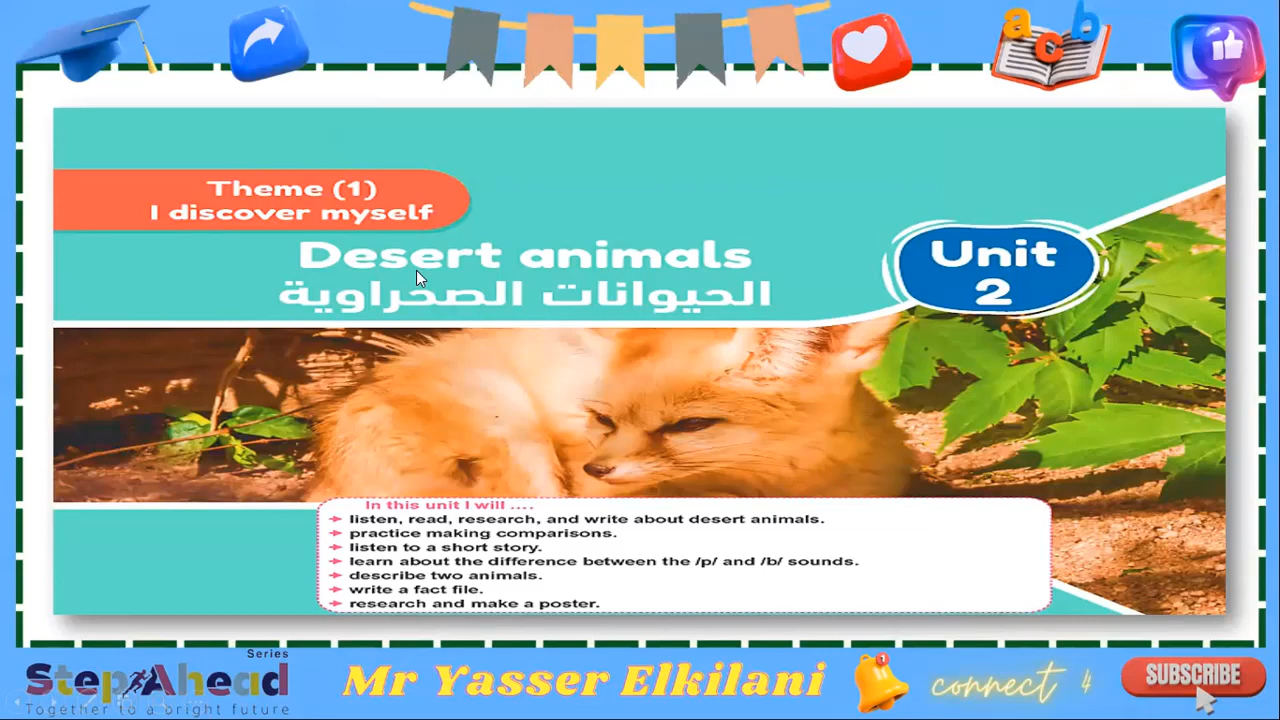 a
c
b
Theme (1)
I discover myself
Desert animals
الحيوانات الصحراوية
Unit
2
In this unit I will ....
listen, read, research, and write about desert animals.
practice making comparisons.
listen to a short story.
learn about the difference between the /p/ and /b/ sounds.
describe two animals.
write a fact file.
research and make a poster.
Series
Step Ahead
Together to a bright future
Mr Yasser Elkilani
1
connect 4
SUBSCRIBE